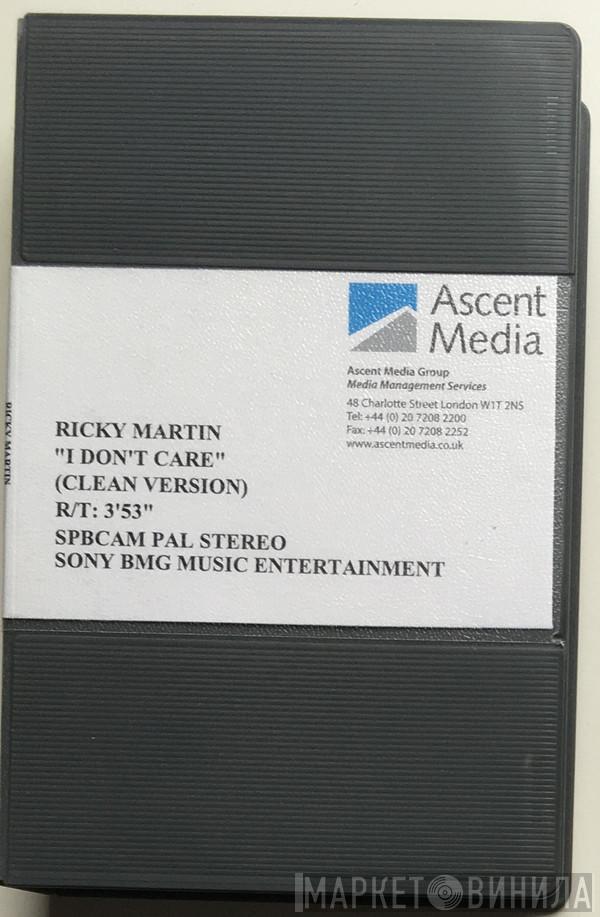 Ascent
Media
Ascent Media Group
Media Management Services
48 Charlotte Street London W1T 2NS
Tel: +44 (0) 20 7208 2200
Fax: +44 (0) 20 7208 2252
www.ascentmedia.co.uk
RICKY MARTIN
"I DON'T CARE"
(CLEAN VERSION)
R/T: 3'53"
SPBCAM PAL STEREO
SONY BMG MUSIC ENTERTAINMENT
RICKY MARTIN
МАРКЕТ ВИНИЛА